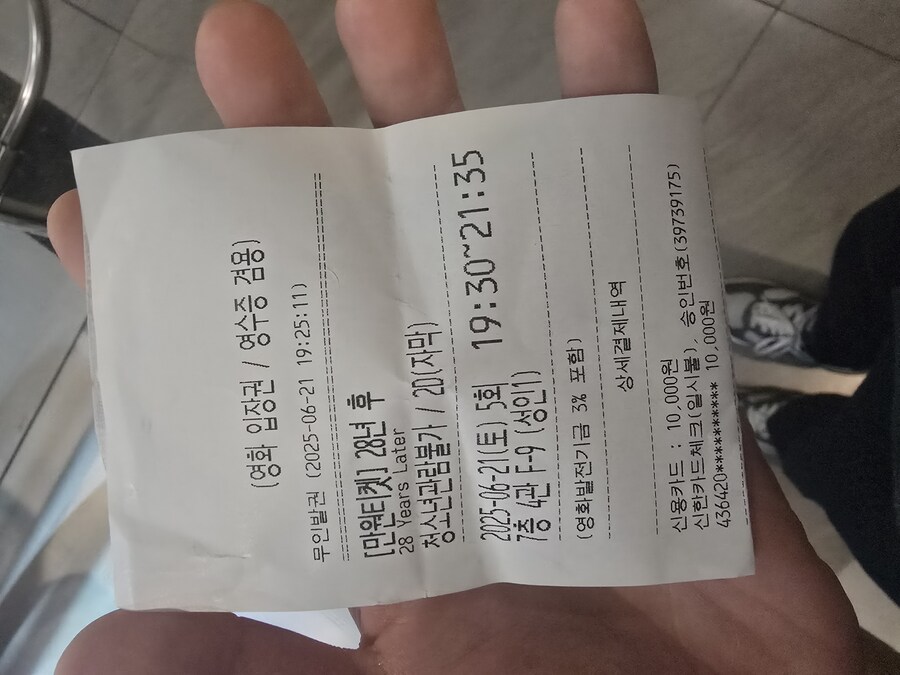 (영화 입장권 / 영수증 겸용)
무인발권 (2025-06-21 19:25:11)
[만원티켓] 28년 후
28 Years Later
청소년관람불가 / 2D(자막)
2025-06-21(토) 5회 19:30~21:35
7층 4관 F-9 (성인1)
(영화발전기금 3% 포함)
상세결제내역
신용카드 : 10,000원
신한카드체크(일시불), 승인번호(39739175)
436420********** 10,000원